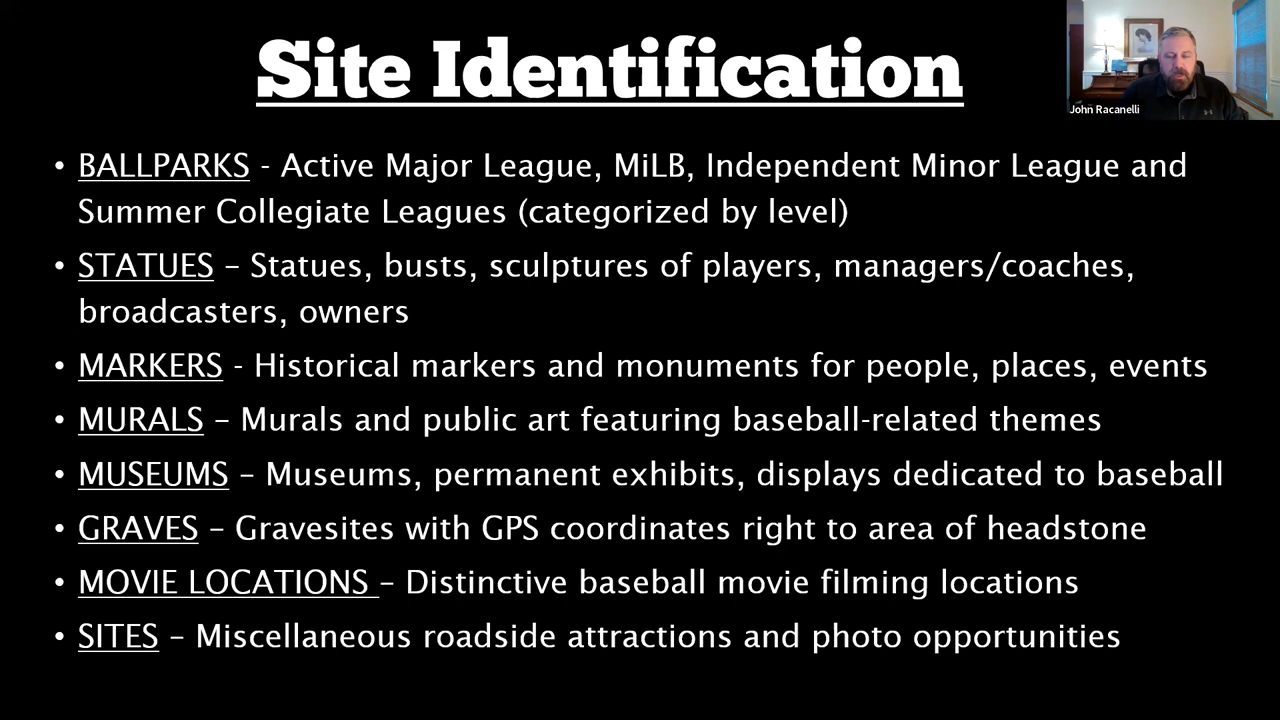 Site Identification
John Racanelli
• BALLPARKS - Active Major League, MiLB, Independent Minor League and
Summer Collegiate Leagues (categorized by level)
• STATUES – Statues, busts, sculptures of players, managers/coaches,
broadcasters, owners
• MARKERS - Historical markers and monuments for people, places, events
• MURALS – Murals and public art featuring baseball-related themes
• MUSEUMS – Museums, permanent exhibits, displays dedicated to baseball
• GRAVES – Gravesites with GPS coordinates right to area of headstone
• MOVIE LOCATIONS – Distinctive baseball movie filming locations
• SITES – Miscellaneous roadside attractions and photo opportunities